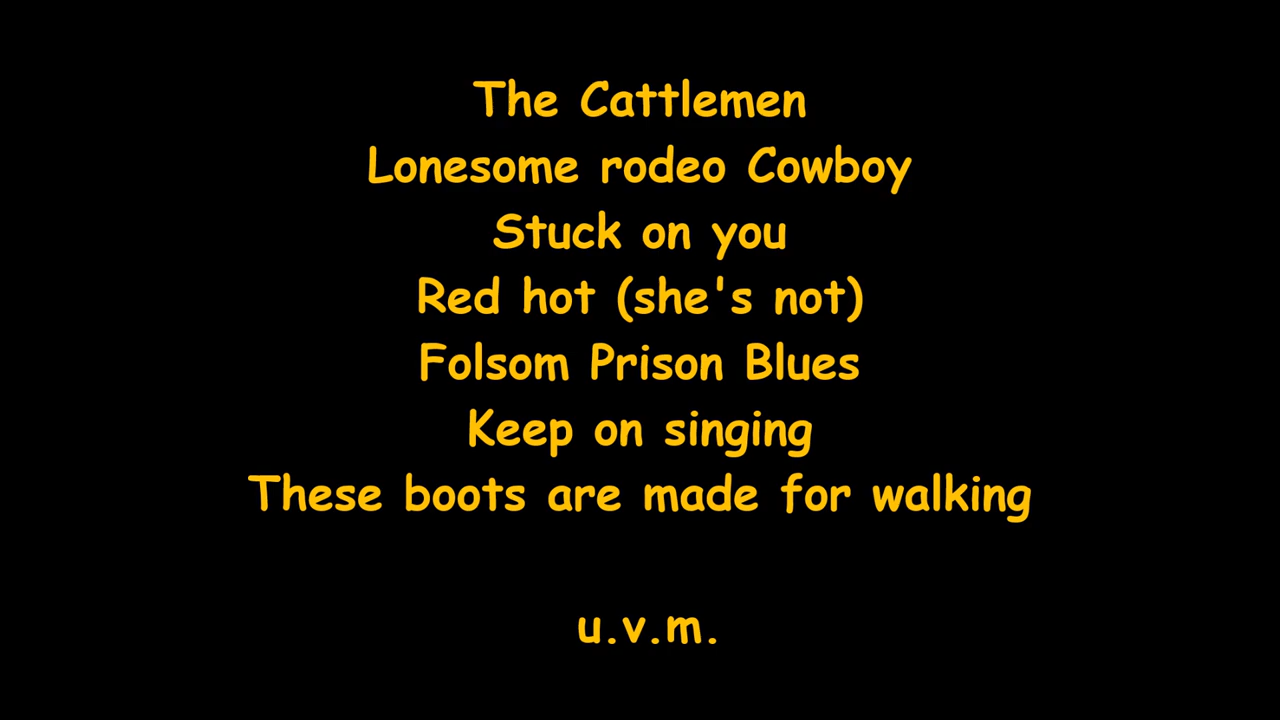 The Cattlemen
Lonesome rodeo Cowboy
Stuck on you
Red hot (she's not)
Folsom Prison Blues
Keep on singing
These boots are made for walking
u.v.m.